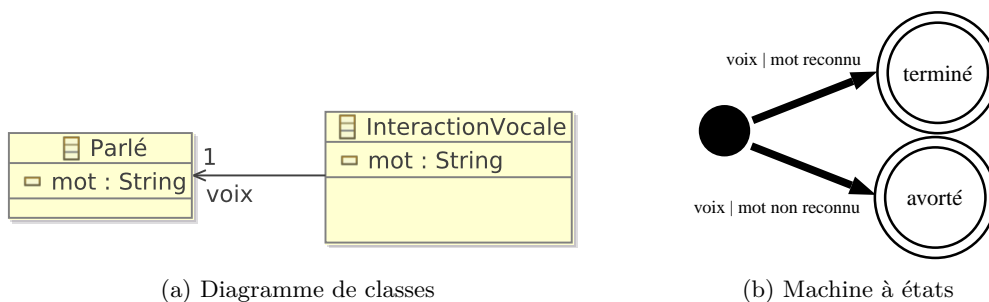 Parlé
mot : String
1
voix
InteractionVocale
mot : String
(a) Diagramme de classes
voix | mot reconnu
terminé
voix | mot non reconnu
avorté
(b) Machine à états